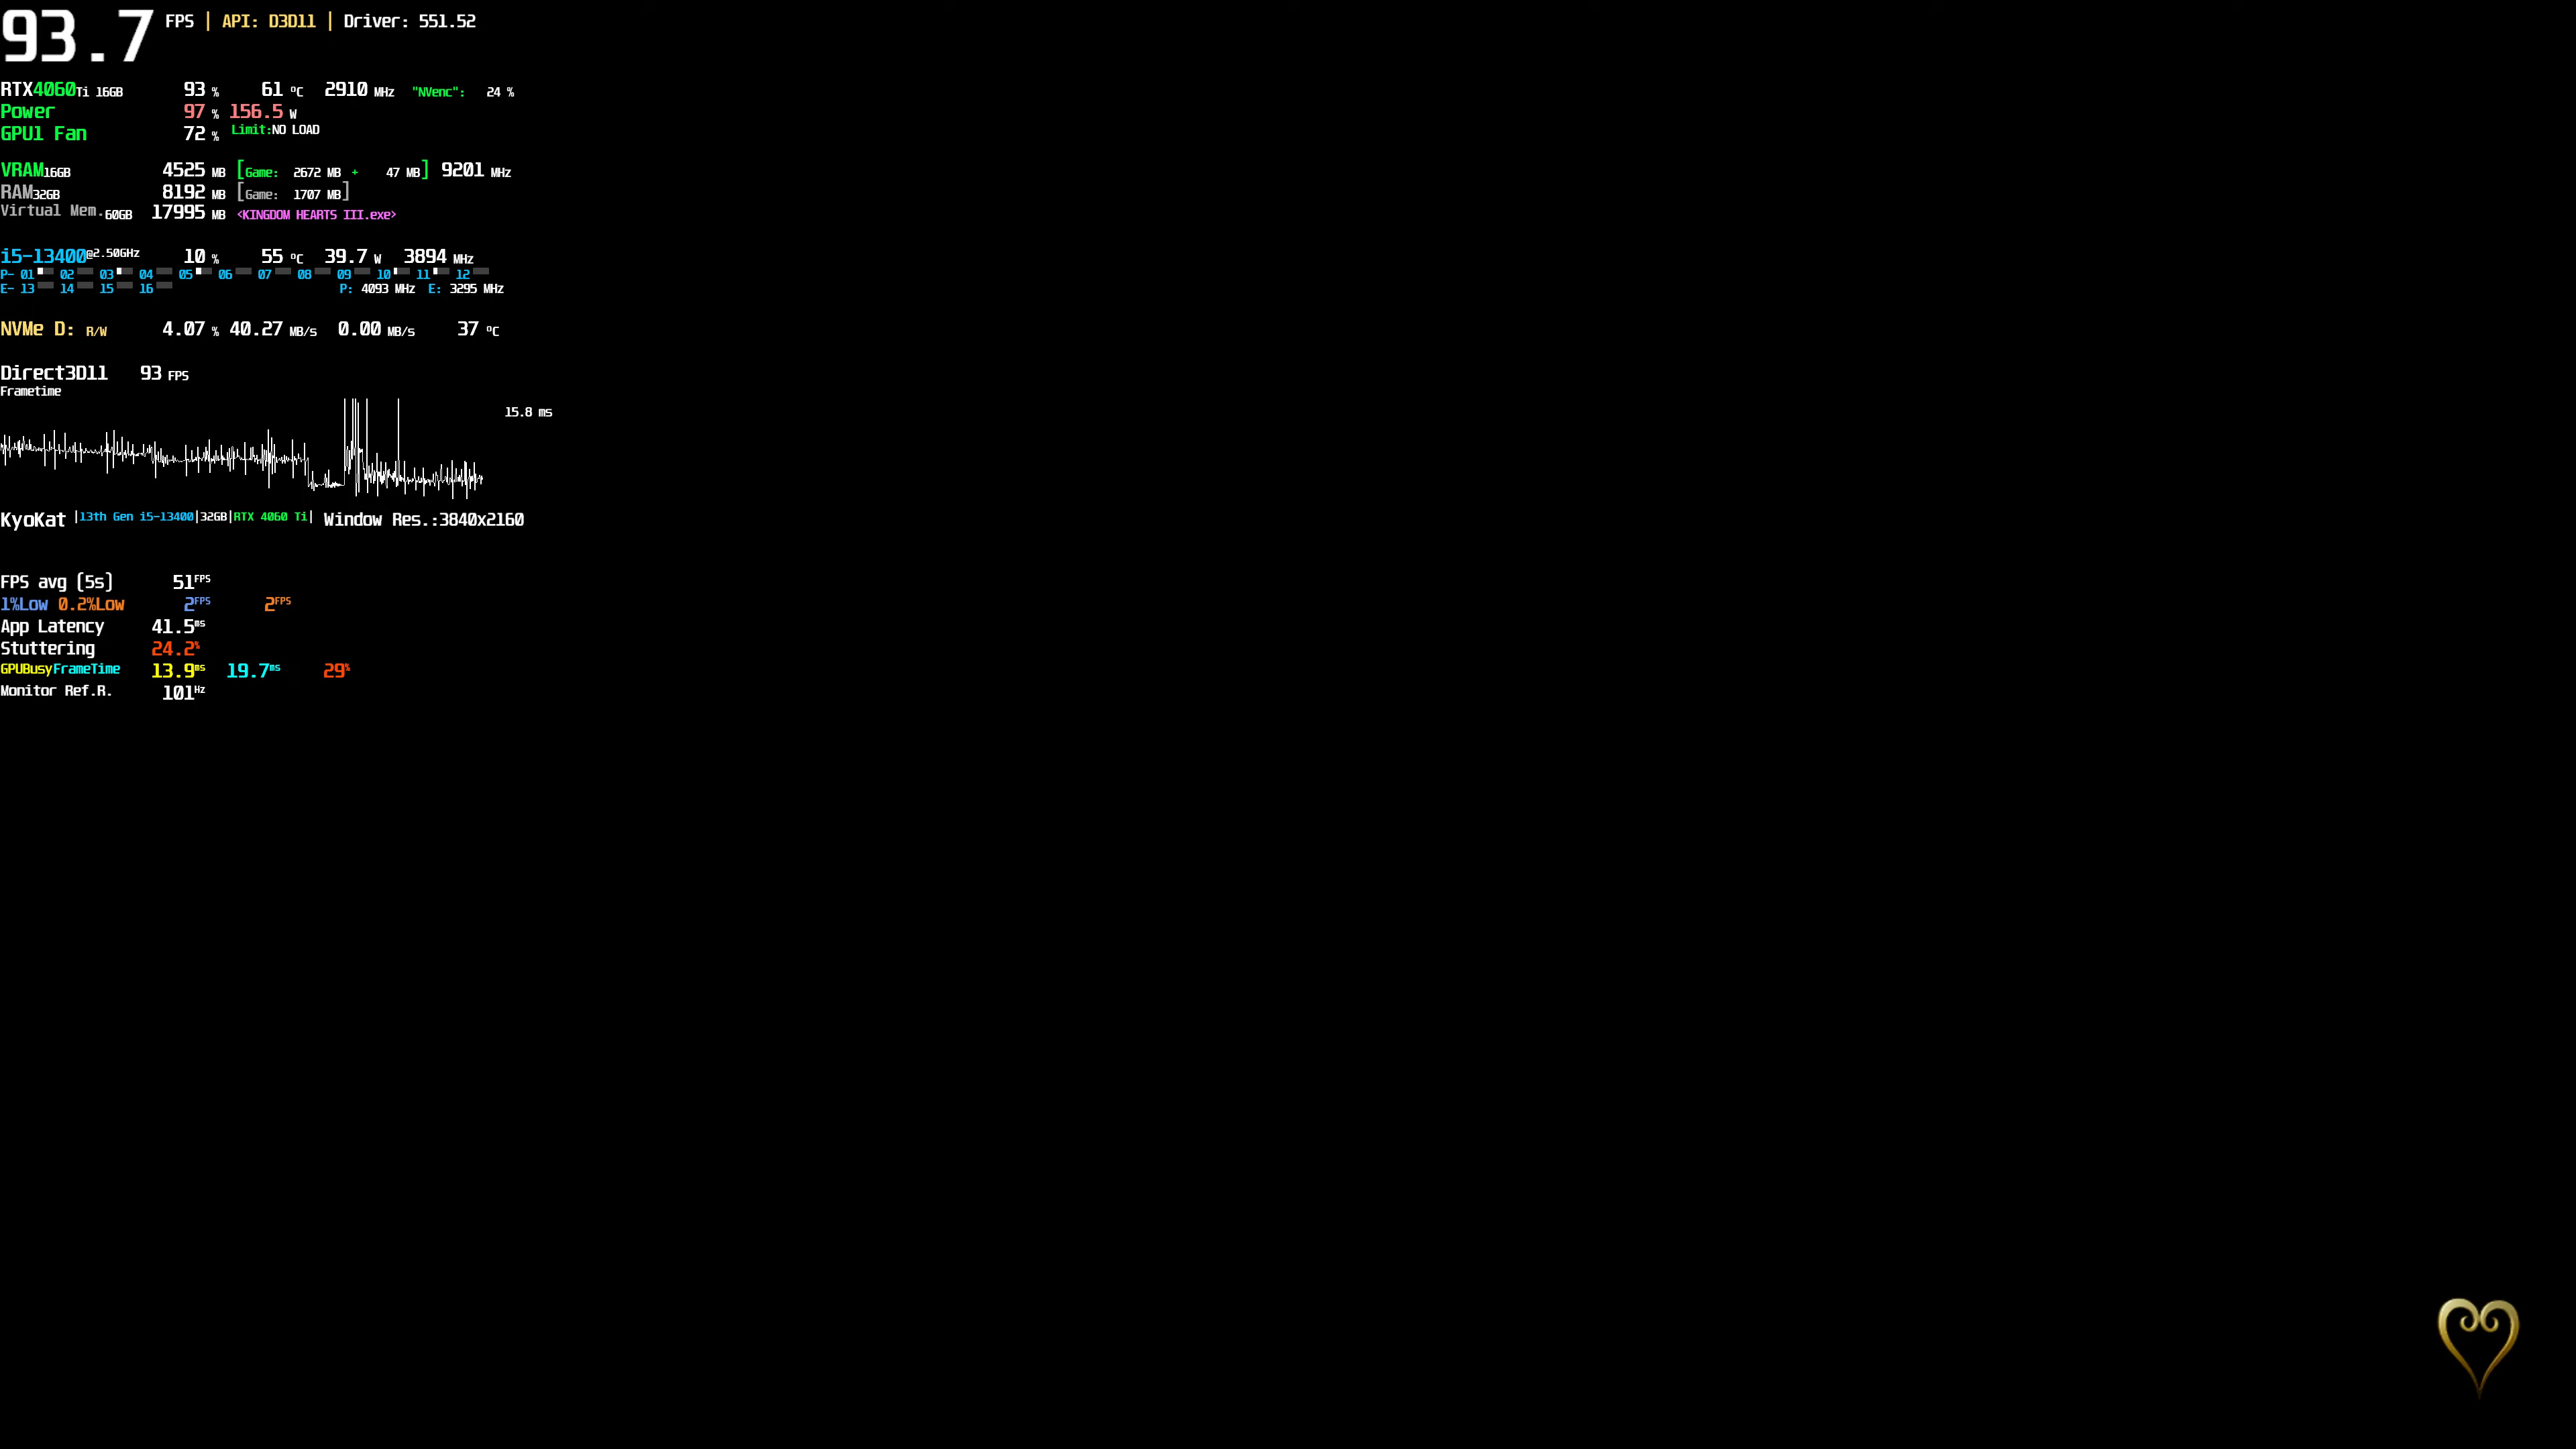 93.7 FPS | API: D3D11 | Driver: 551.52
RTX4060Ti 16GB 93 % 61 °C 2910 MHz "NVenc": 24 %
Power 97 % 156.5 W
GPU1 Fan 72 % Limit:NO LOAD
VRAM16GB 4525 MB [Game: 2672 MB + 47 MB] 9201 MHz
RAM32GB 8192 MB [Game: 1707 MB]
Virtual Mem.60GB 17995 MB <KINGDOM HEARTS III.exe>
i5-13400@2.50GHz 10 % 55 °C 39.7 W 3894 MHz
P- 01 02 03 04 05 06 07 08 09 10 11 12
E- 13 14 15 16 P: 4093 MHz E: 3295 MHz
NVMe D: R/W 4.07 % 40.27 MB/s 0.00 MB/s 37 °C
Direct3D11 93 FPS
Frametime
15.8 ms
KyoKat |13th Gen i5-13400|32GB|RTX 4060 Ti| Window Res.:3840x2160
FPS avg (5s) 51FPS
1%Low 0.2%Low 2FPS 2FPS
App Latency 41.5ms
Stuttering 24.2%
GPUBusyFrameTime 13.9ms 19.7ms 29%
Monitor Ref.R. 101Hz